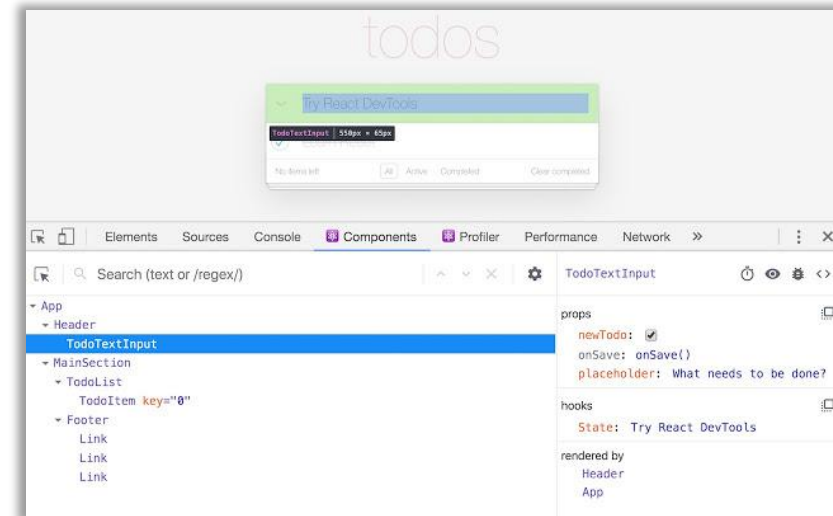 todos
Try React DevTools
TodoTextInput | 550px × 65px
No items left All Active Completed Clear completed
Elements Sources Console Components Profiler Performance Network »
Search (text or /regex/)
TodoTextInput
App
Header
TodoTextInput
MainSection
TodoList
TodoItem key="0"
Footer
Link
Link
Link
props
newTodo:
onSave: onSave()
placeholder: What needs to be done?
hooks
State: Try React DevTools
rendered by
Header
App